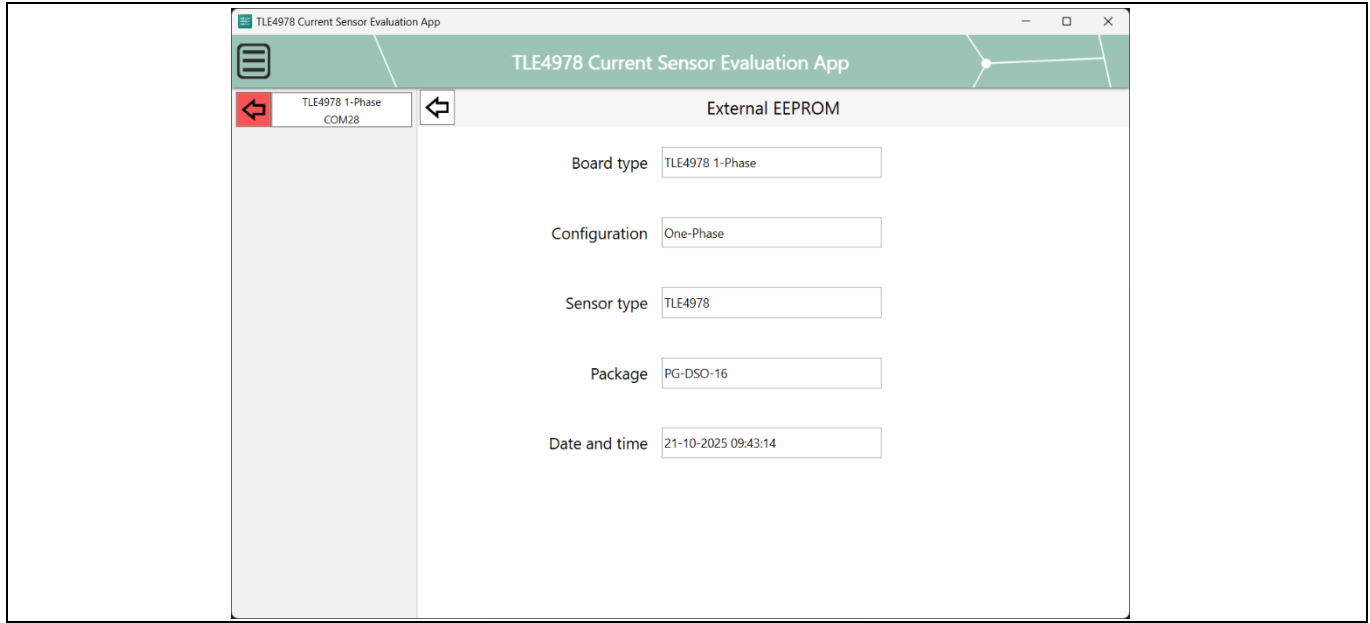 TLE4978 Current Sensor Evaluation App
TLE4978 Current Sensor Evaluation App
TLE4978 1-Phase
COM28
External EEPROM
Board type TLE4978 1-Phase
Configuration One-Phase
Sensor type TLE4978
Package PG-DSO-16
Date and time 21-10-2025 09:43:14